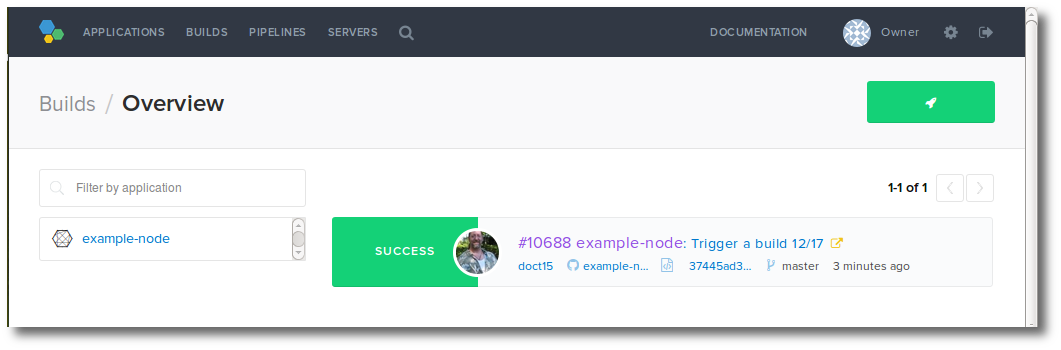 APPLICATIONS BUILDS PIPELINES SERVERS DOCUMENTATION Owner
Builds / Overview
Filter by application
1-1 of 1
example-node
SUCCESS
#10688 example-node: Trigger a build 12/17
doct15 example-n... 37445ad3... master 3 minutes ago